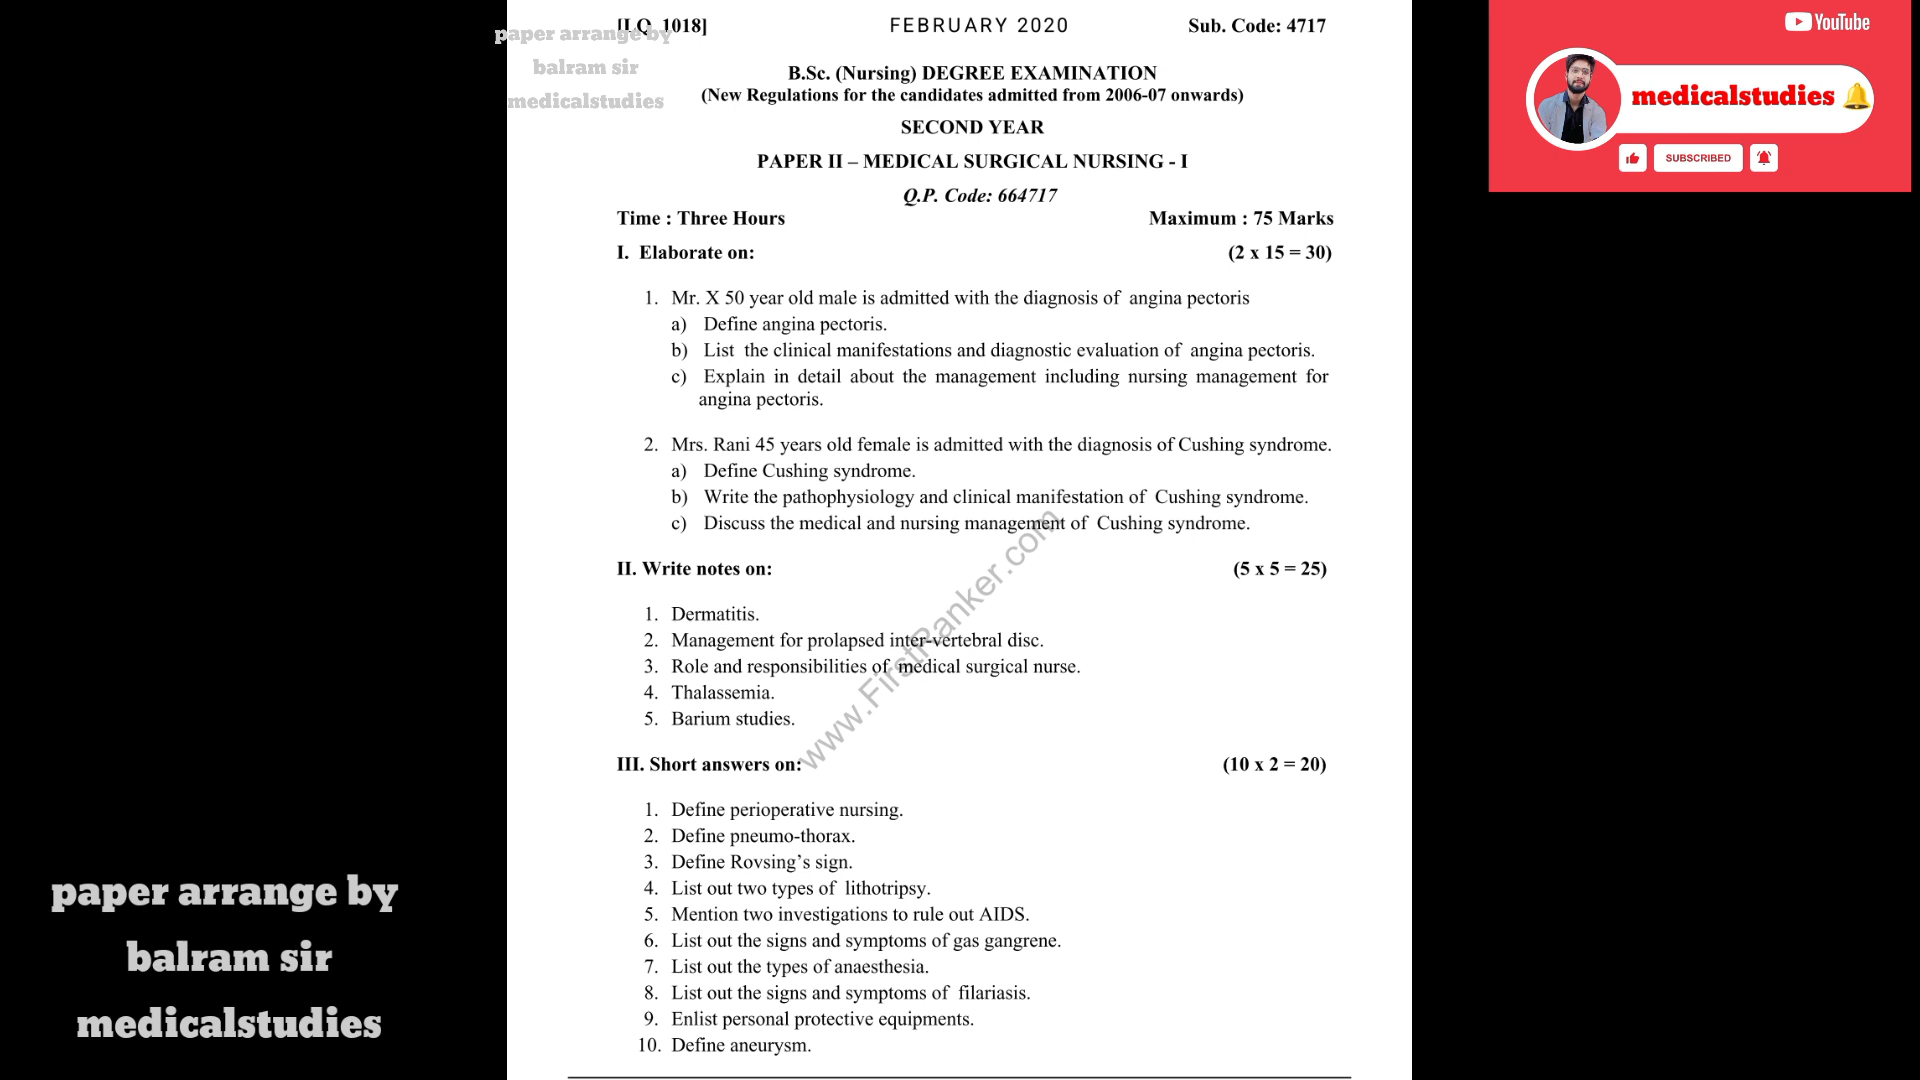 [LQ 1018] FEBRUARY 2020 Sub. Code: 4717
paper arrange by
balram sir
medicalstudies
B.Sc. (Nursing) DEGREE EXAMINATION
(New Regulations for the candidates admitted from 2006-07 onwards)
SECOND YEAR
PAPER II – MEDICAL SURGICAL NURSING - I
Q.P. Code: 664717
Time : Three Hours Maximum : 75 Marks
I. Elaborate on: (2 x 15 = 30)
1. Mr. X 50 year old male is admitted with the diagnosis of angina pectoris
a) Define angina pectoris.
b) List the clinical manifestations and diagnostic evaluation of angina pectoris.
c) Explain in detail about the management including nursing management for
angina pectoris.
2. Mrs. Rani 45 years old female is admitted with the diagnosis of Cushing syndrome.
a) Define Cushing syndrome.
b) Write the pathophysiology and clinical manifestation of Cushing syndrome.
c) Discuss the medical and nursing management of Cushing syndrome.
II. Write notes on: (5 x 5 = 25)
1. Dermatitis.
2. Management for prolapsed inter-vertebral disc.
3. Role and responsibilities of medical surgical nurse.
4. Thalassemia.
5. Barium studies.
www.FirstRanker.com
III. Short answers on: (10 x 2 = 20)
1. Define perioperative nursing.
2. Define pneumo-thorax.
3. Define Rovsing's sign.
4. List out two types of lithotripsy.
5. Mention two investigations to rule out AIDS.
6. List out the signs and symptoms of gas gangrene.
7. List out the types of anaesthesia.
8. List out the signs and symptoms of filariasis.
9. Enlist personal protective equipments.
10. Define aneurysm.
YouTube
medicalstudies
SUBSCRIBED
paper arrange by
balram sir
medicalstudies